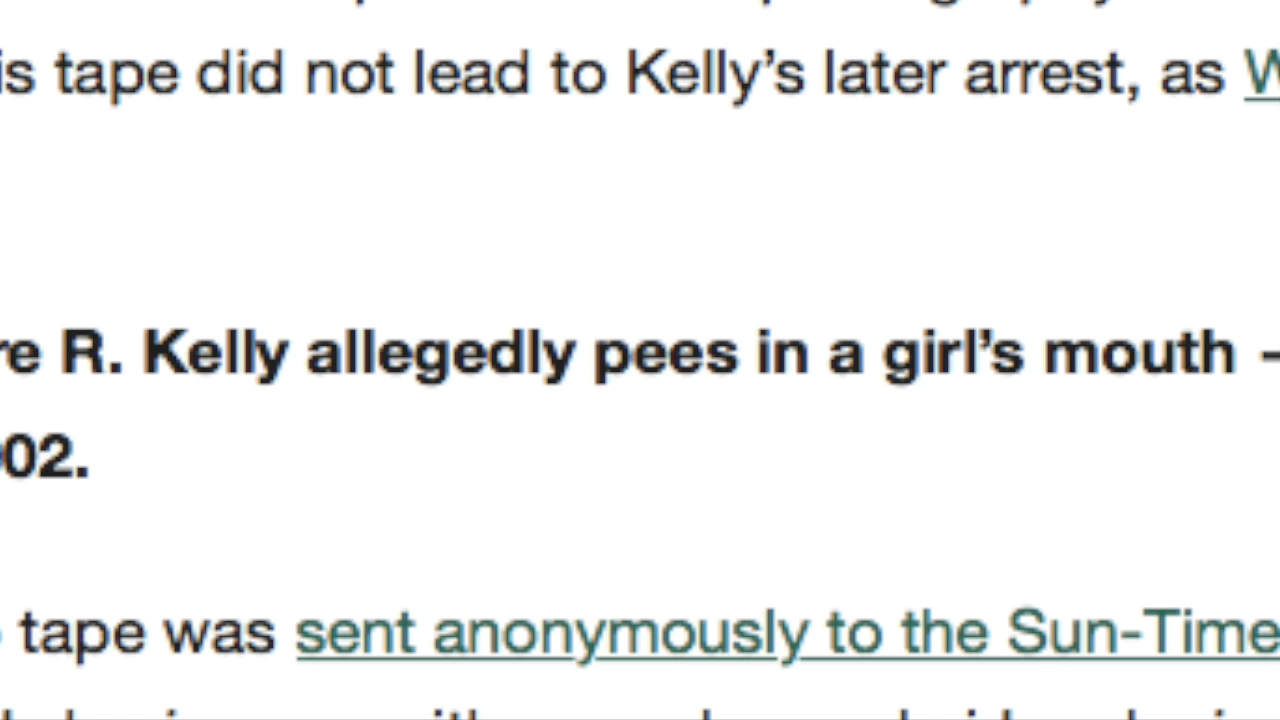 is tape did not lead to Kelly’s later arrest, as W
re R. Kelly allegedly pees in a girl’s mouth –
02.
tape was sent anonymously to the Sun-Time